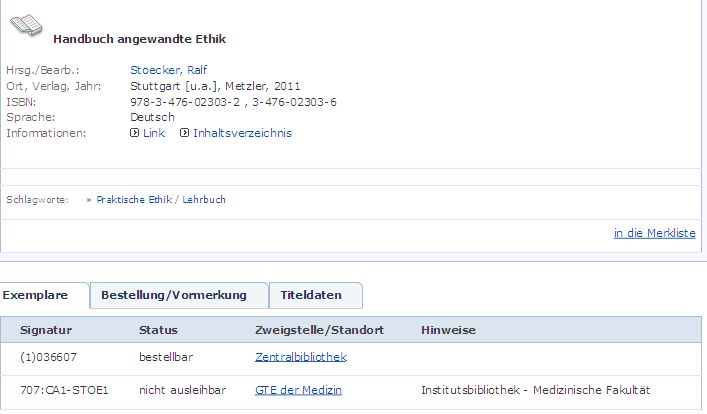 Handbuch angewandte Ethik
Hrsg./Bearb.: Stoecker, Ralf
Ort, Verlag, Jahr: Stuttgart [u.a.], Metzler, 2011
ISBN: 978-3-476-02303-2 , 3-476-02303-6
Sprache: Deutsch
Informationen: Link Inhaltsverzeichnis
Schlagworte: » Praktische Ethik / Lehrbuch
in die Merkliste
Exemplare Bestellung/Vormerkung Titeldaten
Signatur Status Zweigstelle/Standort Hinweise
(1)036607 bestellbar Zentralbibliothek
707:CA1-STOE1 nicht ausleihbar GTE der Medizin Institutsbibliothek - Medizinische Fakultät